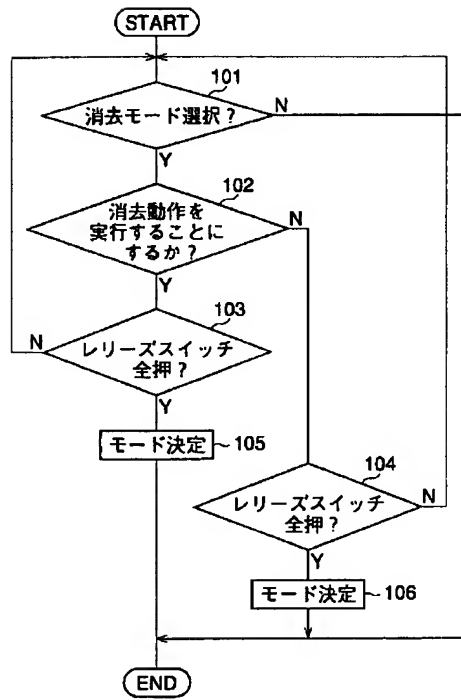 START
101
消去モード選択？
N
Y
102
消去動作を
実行することに
するか？
N
Y
103
レリーズスイッチ
全押？
N
Y
モード決定
105
104
レリーズスイッチ
全押？
N
Y
モード決定
106
END